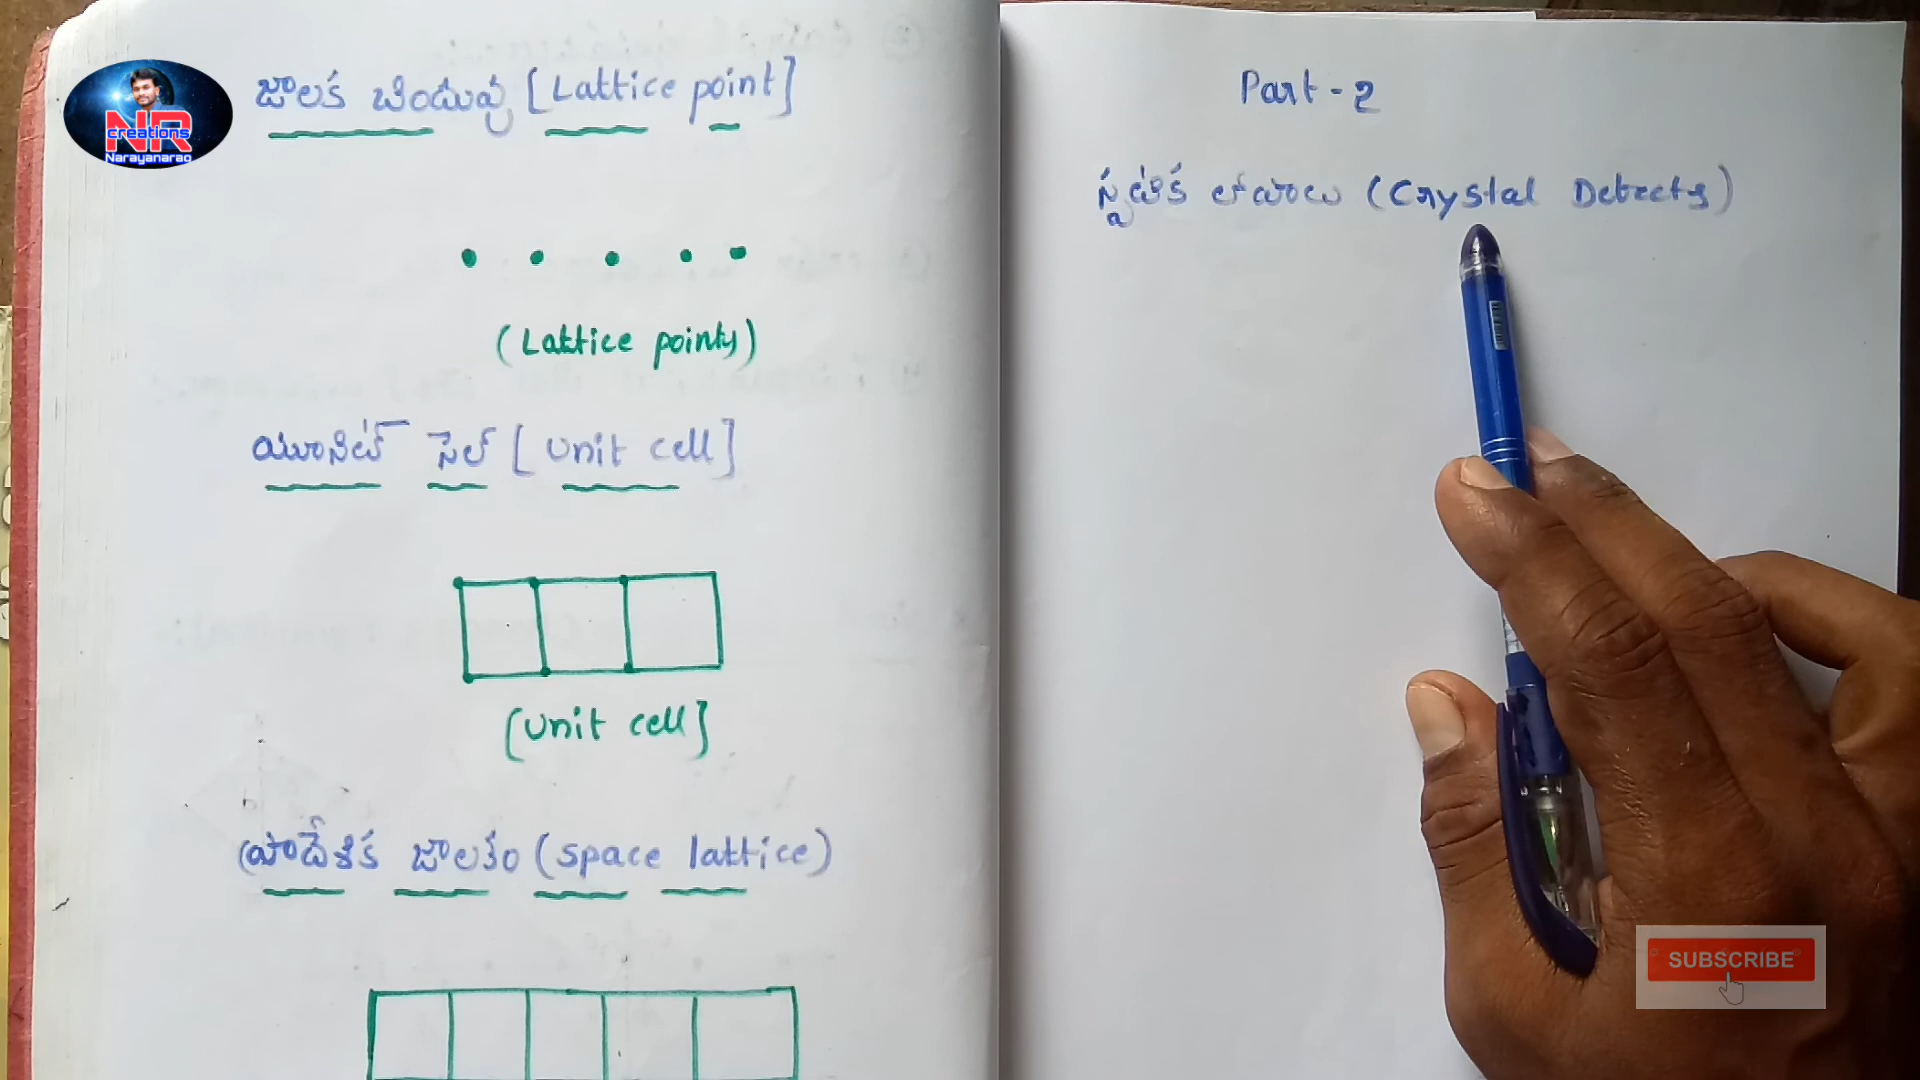 NR
creations
Narayanarao
జాలక బిందువు [Lattice point]
(Lattice points)
యూనిట్ సెల్ [unit cell]
[unit cell]
ప్రాదేశిక జాలకం (space lattice)
Part - 2
స్ఫటిక లోపాలు (Crystal Defects)
SUBSCRIBE